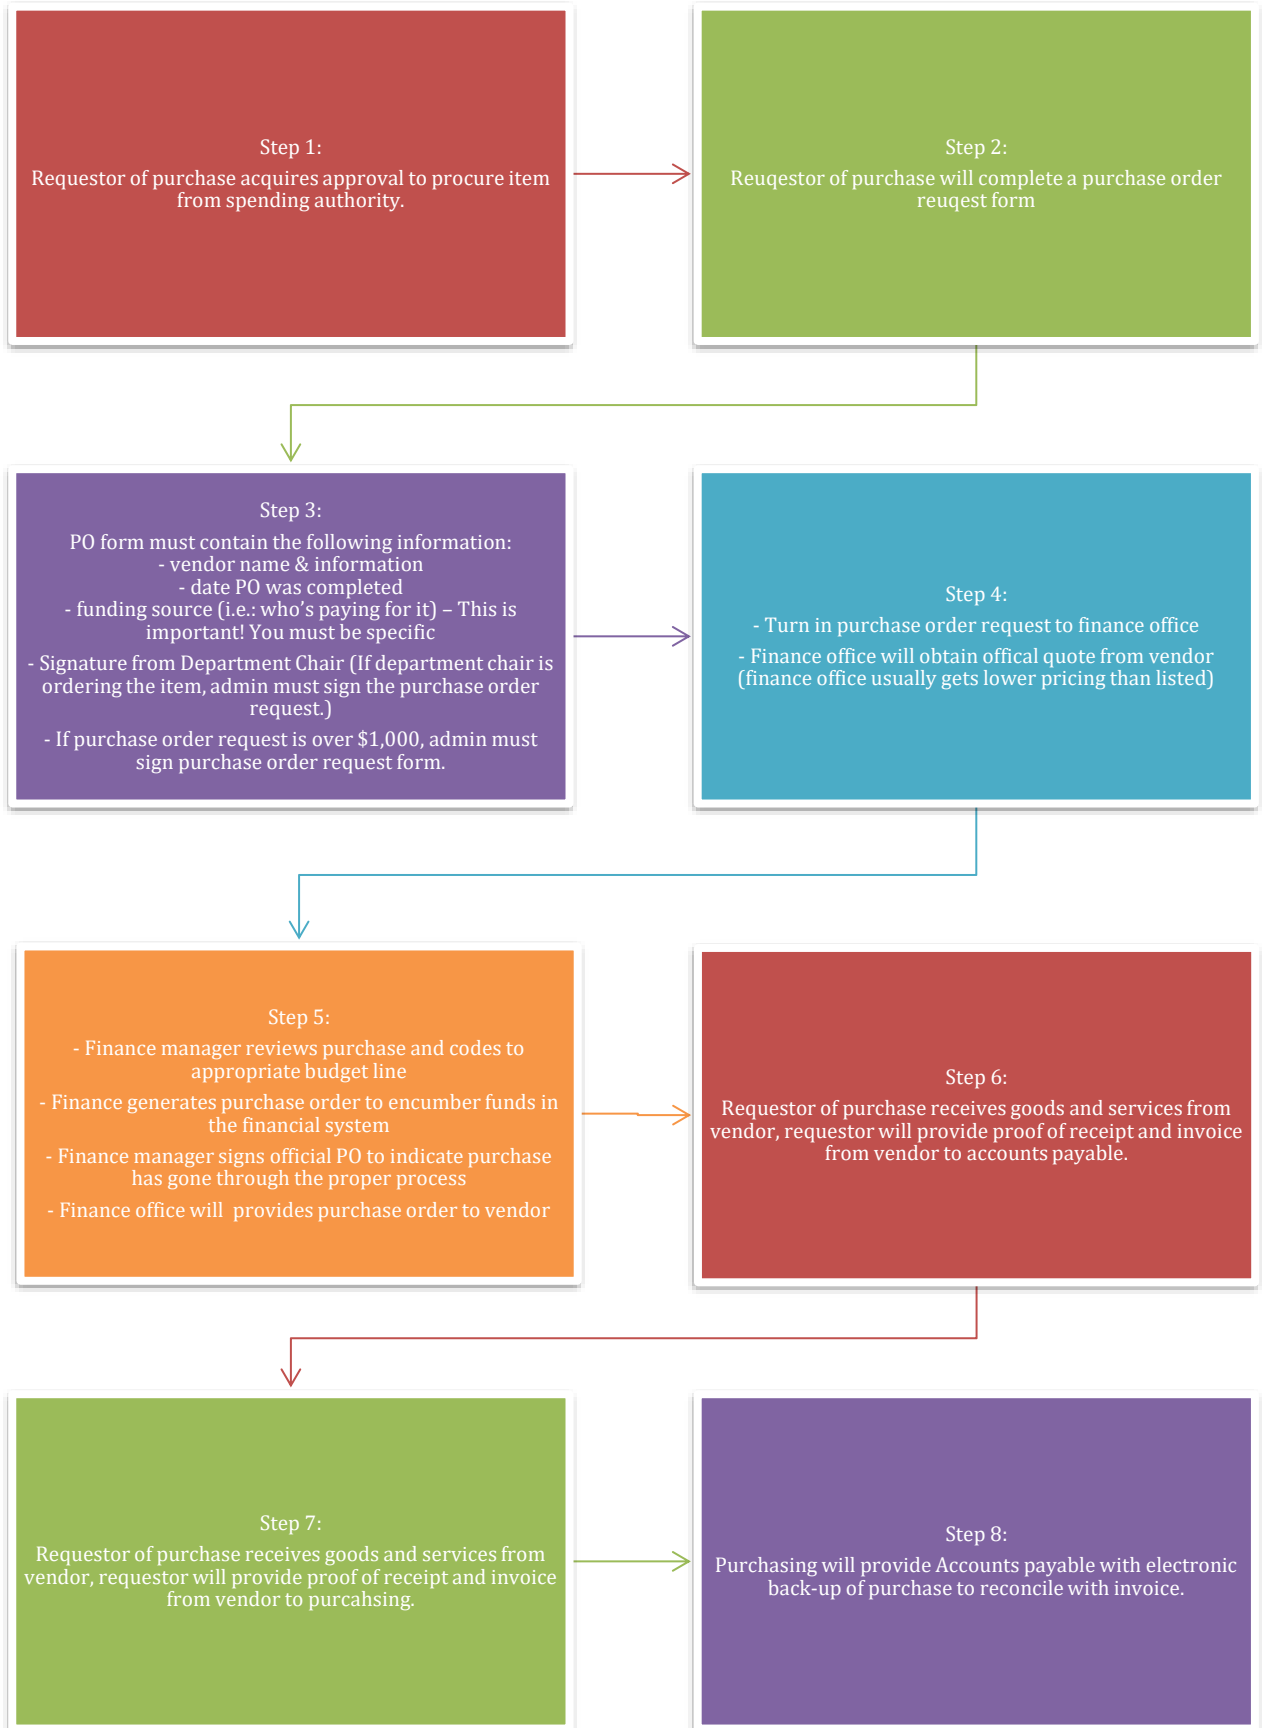 Step 1:
Requestor of purchase acquires approval to procure item
from spending authority.
Step 2:
Reuqestor of purchase will complete a purchase order
reuqest form
Step 3:
PO form must contain the following information:
- vendor name & information
- date PO was completed
- funding source (i.e.: who’s paying for it) – This is
important! You must be specific
- Signature from Department Chair (If department chair is
ordering the item, admin must sign the purchase order
request.)
- If purchase order request is over $1,000, admin must
sign purchase order request form.
Step 4:
- Turn in purchase order request to finance office
- Finance office will obtain offical quote from vendor
(finance office usually gets lower pricing than listed)
Step 5:
- Finance manager reviews purchase and codes to
appropriate budget line
- Finance generates purchase order to encumber funds in
the financial system
- Finance manager signs official PO to indicate purchase
has gone through the proper process
- Finance office will  provides purchase order to vendor
Step 6:
Requestor of purchase receives goods and services from
vendor, requestor will provide proof of receipt and invoice
from vendor to accounts payable.
Step 7:
Requestor of purchase receives goods and services from
vendor, requestor will provide proof of receipt and invoice
from vendor to purcahsing.
Step 8:
Purchasing will provide Accounts payable with electronic
back-up of purchase to reconcile with invoice.